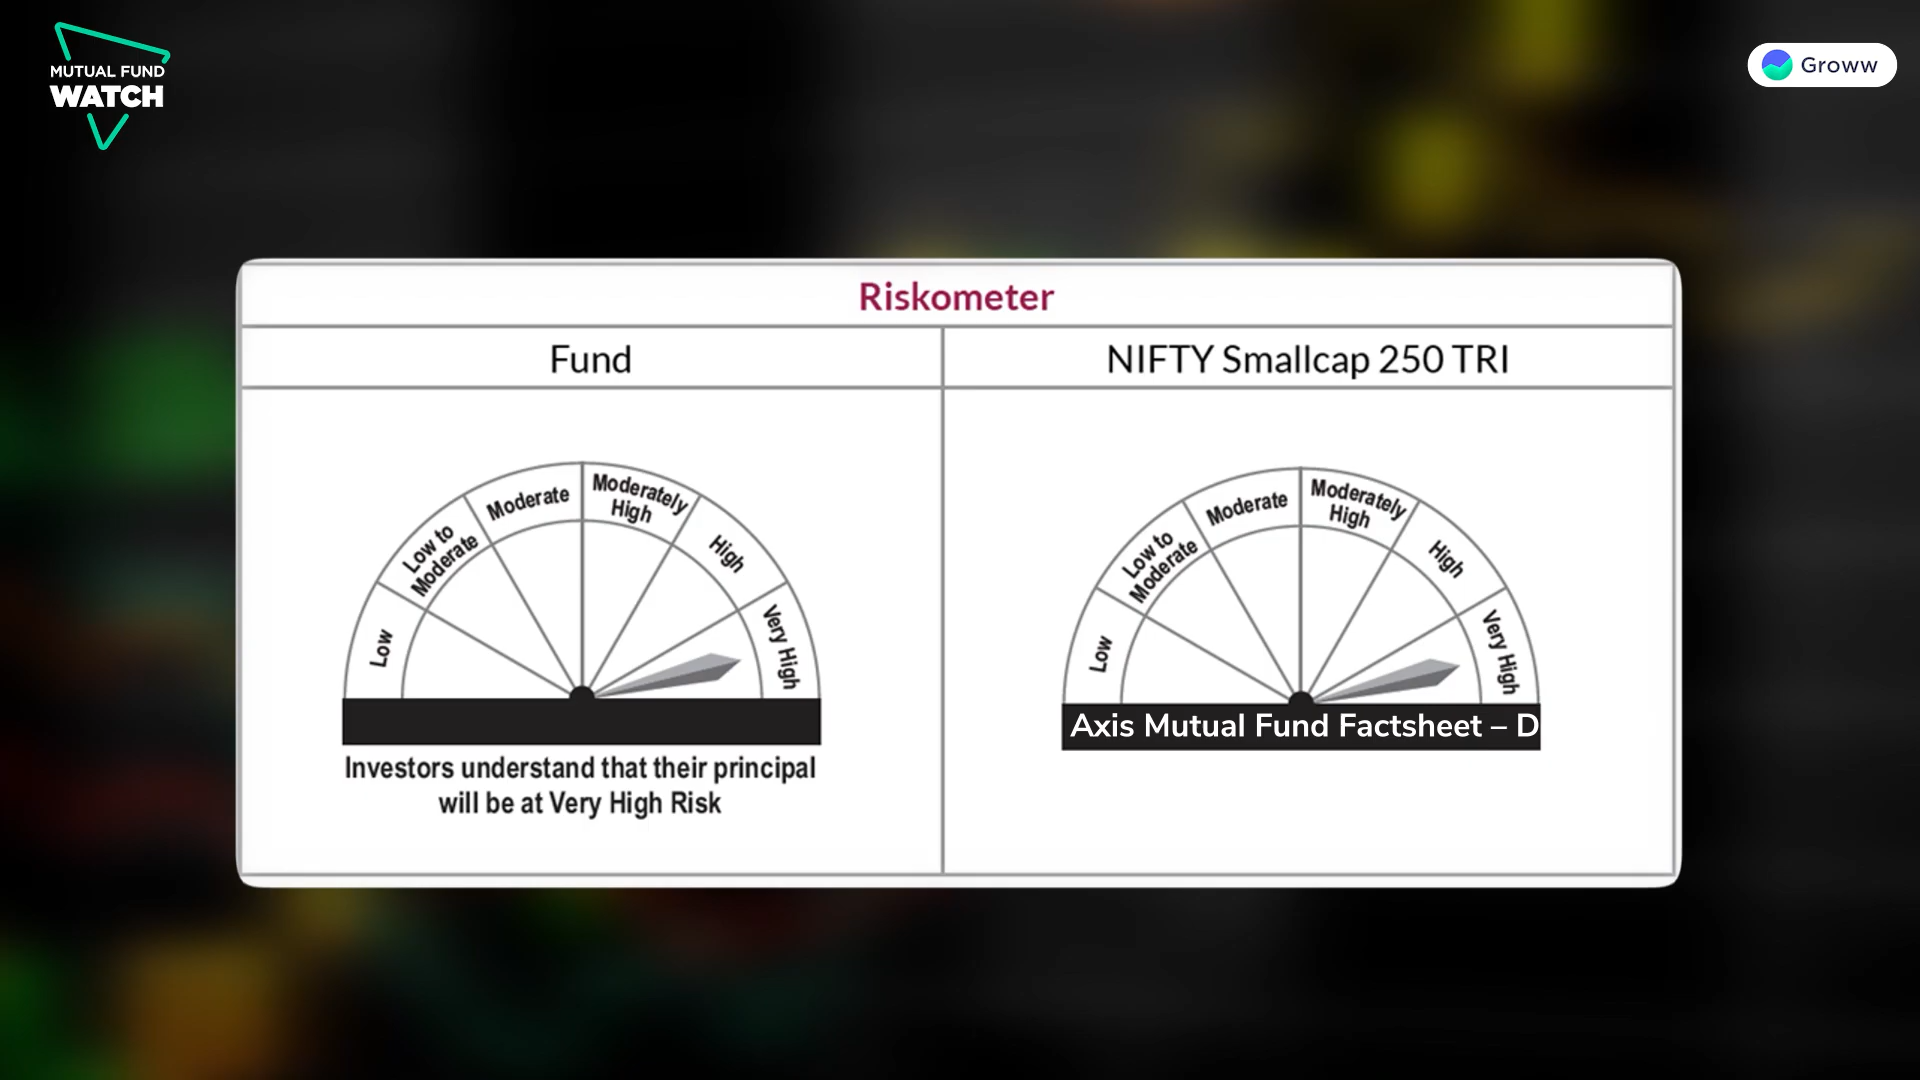 MUTUAL FUND
WATCH
Groww
Riskometer
Fund
NIFTY Smallcap 250 TRI
Low
Low to
Moderate
Moderate
Moderately
High
High
Very High
Investors understand that their principal
will be at Very High Risk
Low
Low to
Moderate
Moderate
Moderately
High
High
Very High
Axis Mutual Fund Factsheet – D